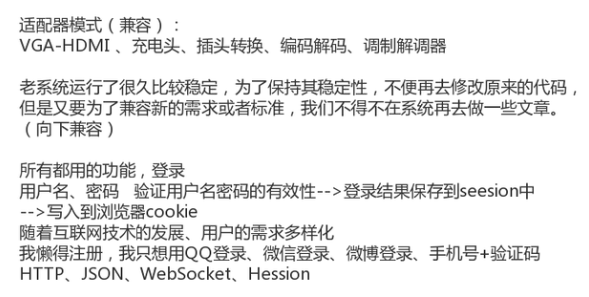 适配器模式（兼容）：
VGA-HDMI 、充电头、插头转换、编码解码、调制解调器
老系统运行了很久比较稳定，为了保持其稳定性，不便再去修改原来的代码，
但是又要为了兼容新的需求或者标准，我们不得不在系统再去做一些文章。
（向下兼容）
所有都用的功能，登录
用户名、密码 验证用户名密码的有效性-->登录结果保存到seesion中
-->写入到浏览器cookie
随着互联网技术的发展、用户的需求多样化
我懒得注册，我只想用QQ登录、微信登录、微博登录、手机号+验证码
HTTP、JSON、WebSocket、Hession